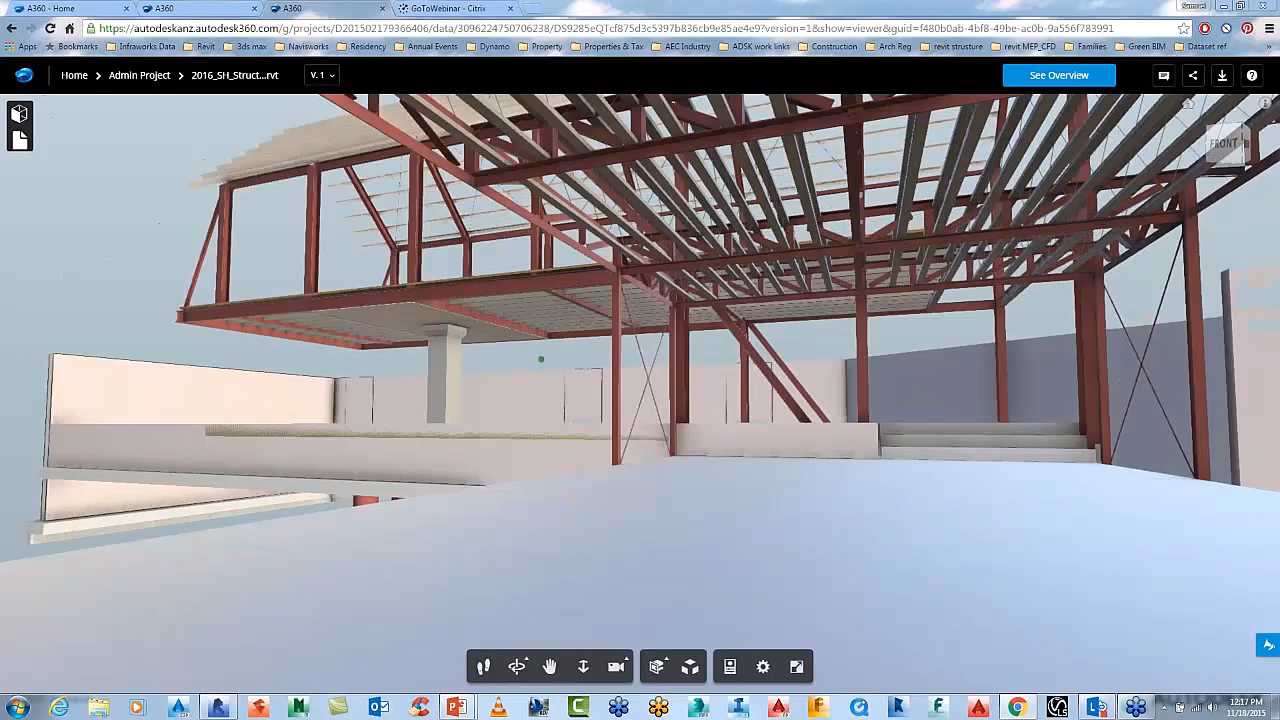 A360 - Home
A360
A360
GoToWebinar - Citrix
Samuel
https://autodeskanz.autodesk360.com/g/projects/D201502179366406/data/3096224750706238/DS9285eQTcf875d3c5397b836cb9e85ae4e9?version=1&show=viewer&guid=f480b0ab-4bf8-49be-ac0b-9a556f783991
Apps Bookmarks Infraworks Data Revit 3ds max Navisworks Residency Annual Events Dynamo Property Properties & Tax AEC.Industry ADSK work links Construction Arch Reg revit structure revit MEP_CFD Families Green BIM Dataset ref
Home Admin Project 2016_SH_Struct...rvt V. 1 See Overview
FRONT
12:17 PM
11/18/2015